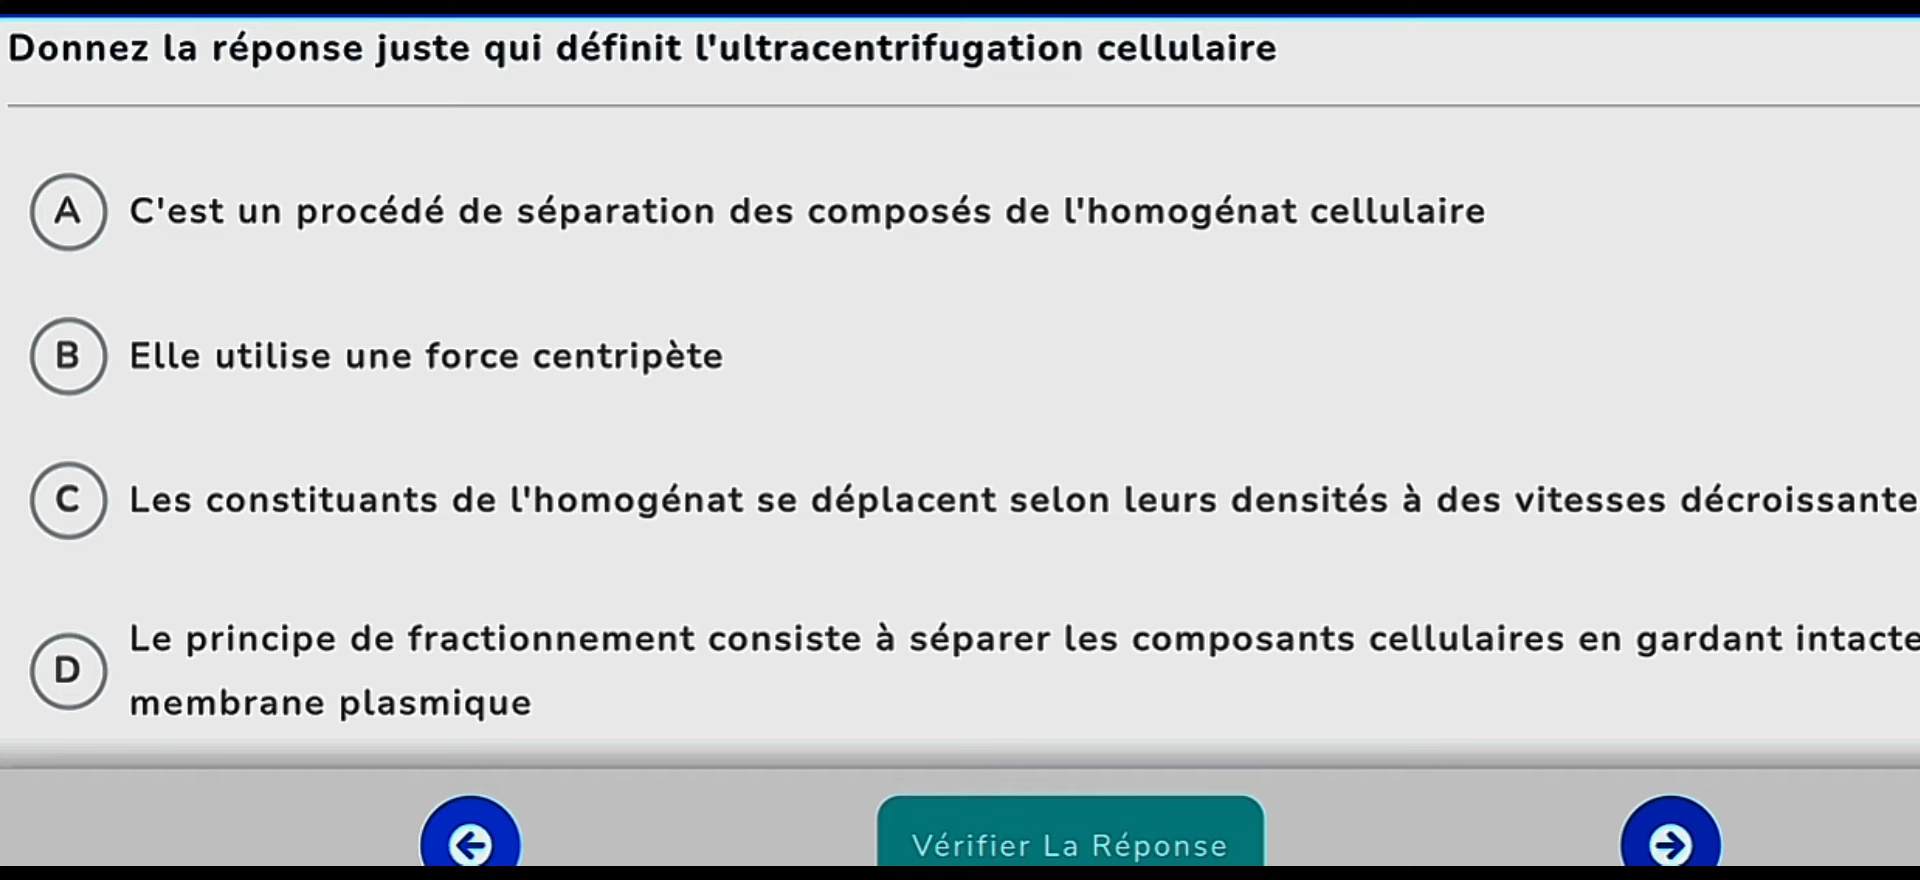 Donnez la réponse juste qui définit l'ultracentrifugation cellulaire
A C'est un procédé de séparation des composés de l'homogénat cellulaire
B Elle utilise une force centripète
C Les constituants de l'homogénat se déplacent selon leurs densités à des vitesses décroissante
D Le principe de fractionnement consiste à séparer les composants cellulaires en gardant intacte
membrane plasmique
Vérifier La Réponse